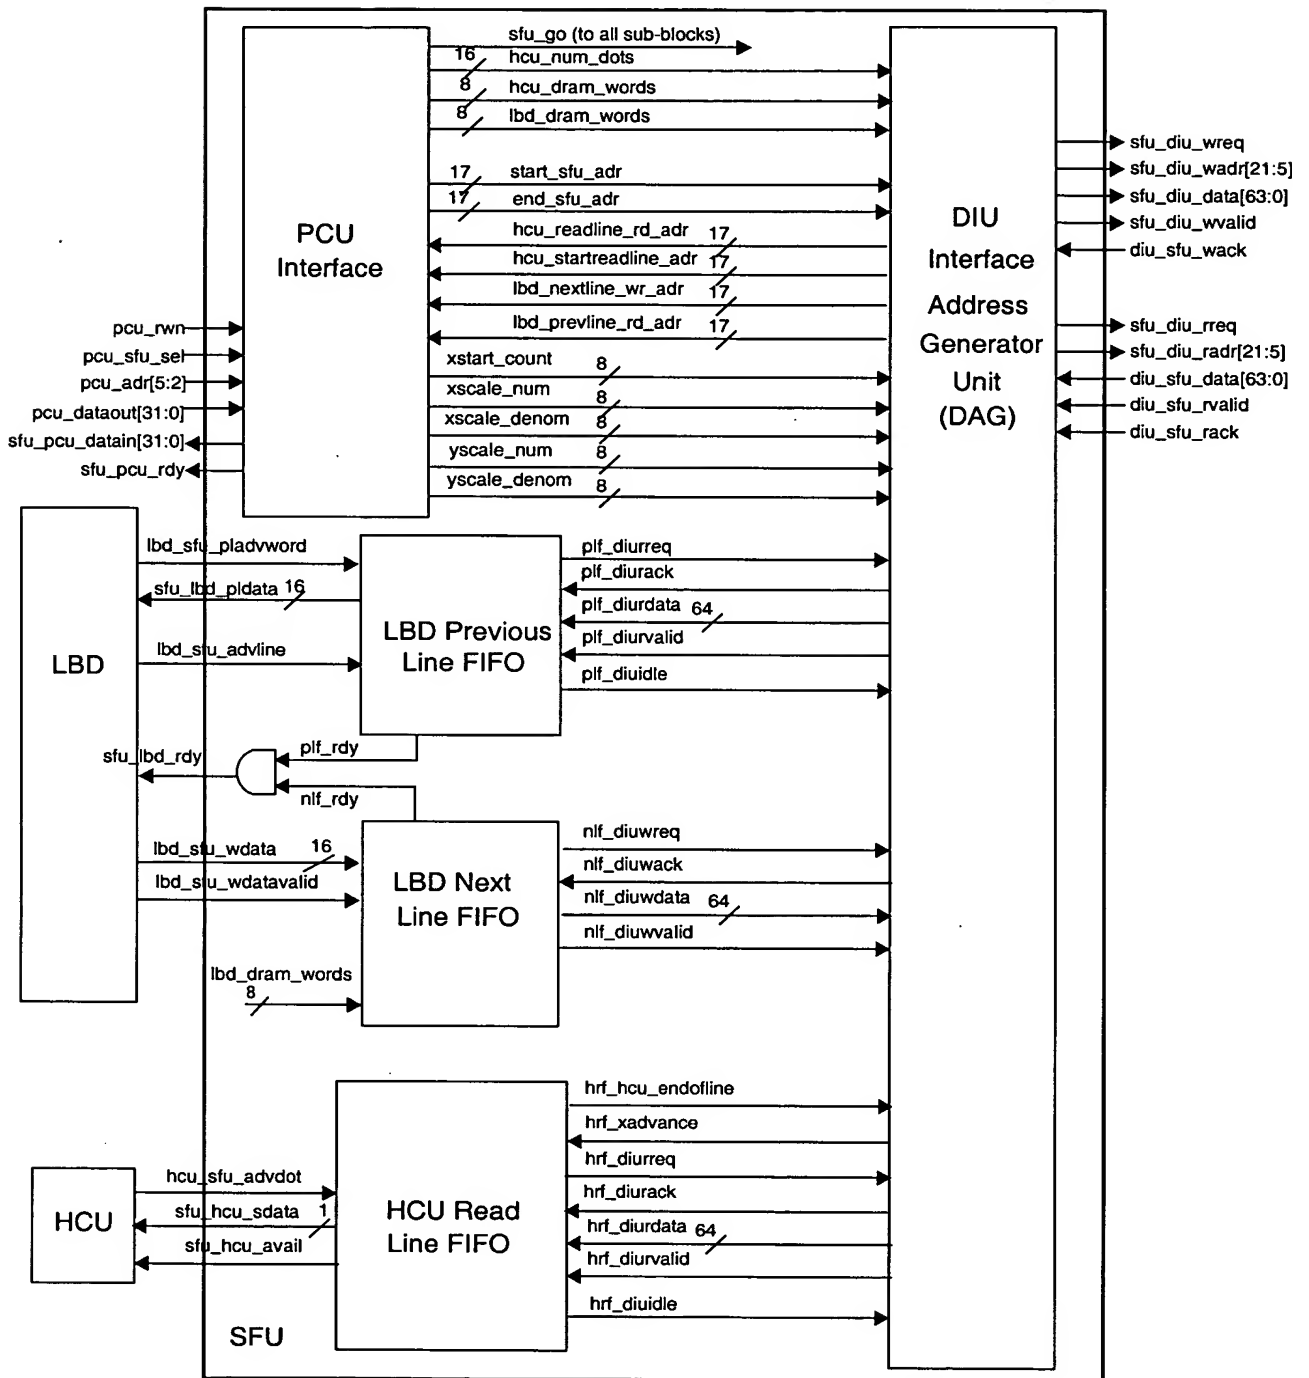 sfu_go (to all sub-blocks)
16
hcu_num_dots
8
hcu_dram_words
8
lbd_dram_words
17
start_sfu_adr
17
end_sfu_adr
hcu_readline_rd_adr
17
hcu_startreadline_adr
17
lbd_nextline_wr_adr
17
lbd_prevline_rd_adr
17
xstart_count
8
xscale_num
8
xscale_denom
8
yscale_num
8
yscale_denom
8
PCU
Interface
pcu_rwn
pcu_sfu_sel
pcu_adr[5:2]
pcu_dataout[31:0]
sfu_pcu_datain[31:0]
sfu_pcu_rdy
DIU
Interface
Address
Generator
Unit
(DAG)
sfu_diu_wreq
sfu_diu_wadr[21:5]
sfu_diu_data[63:0]
sfu_diu_wvalid
diu_sfu_wack
sfu_diu_rreq
sfu_diu_radr[21:5]
diu_sfu_data[63:0]
diu_sfu_rvalid
diu_sfu_rack
LBD
lbd_sfu_pladvword
sfu_lbd_pldata
16
lbd_sfu_advline
LBD Previous
Line FIFO
plf_diurreq
plf_diurack
plf_diurdata
64
plf_diurvalid
plf_diuidle
sfu_lbd_rdy
plf_rdy
nlf_rdy
lbd_sfu_wdata
16
lbd_sfu_wdatavalid
LBD Next
Line FIFO
nlf_diuwreq
nlf_diuwack
nlf_diuwdata
64
nlf_diuwvalid
lbd_dram_words
8
HCU
hcu_sfu_advdot
sfu_hcu_sdata
1
sfu_hcu_avail
HCU Read
Line FIFO
hrf_hcu_endofline
hrf_xadvance
hrf_diurreq
hrf_diurack
hrf_diurdata
64
hrf_diurvalid
hrf_diuidle
SFU